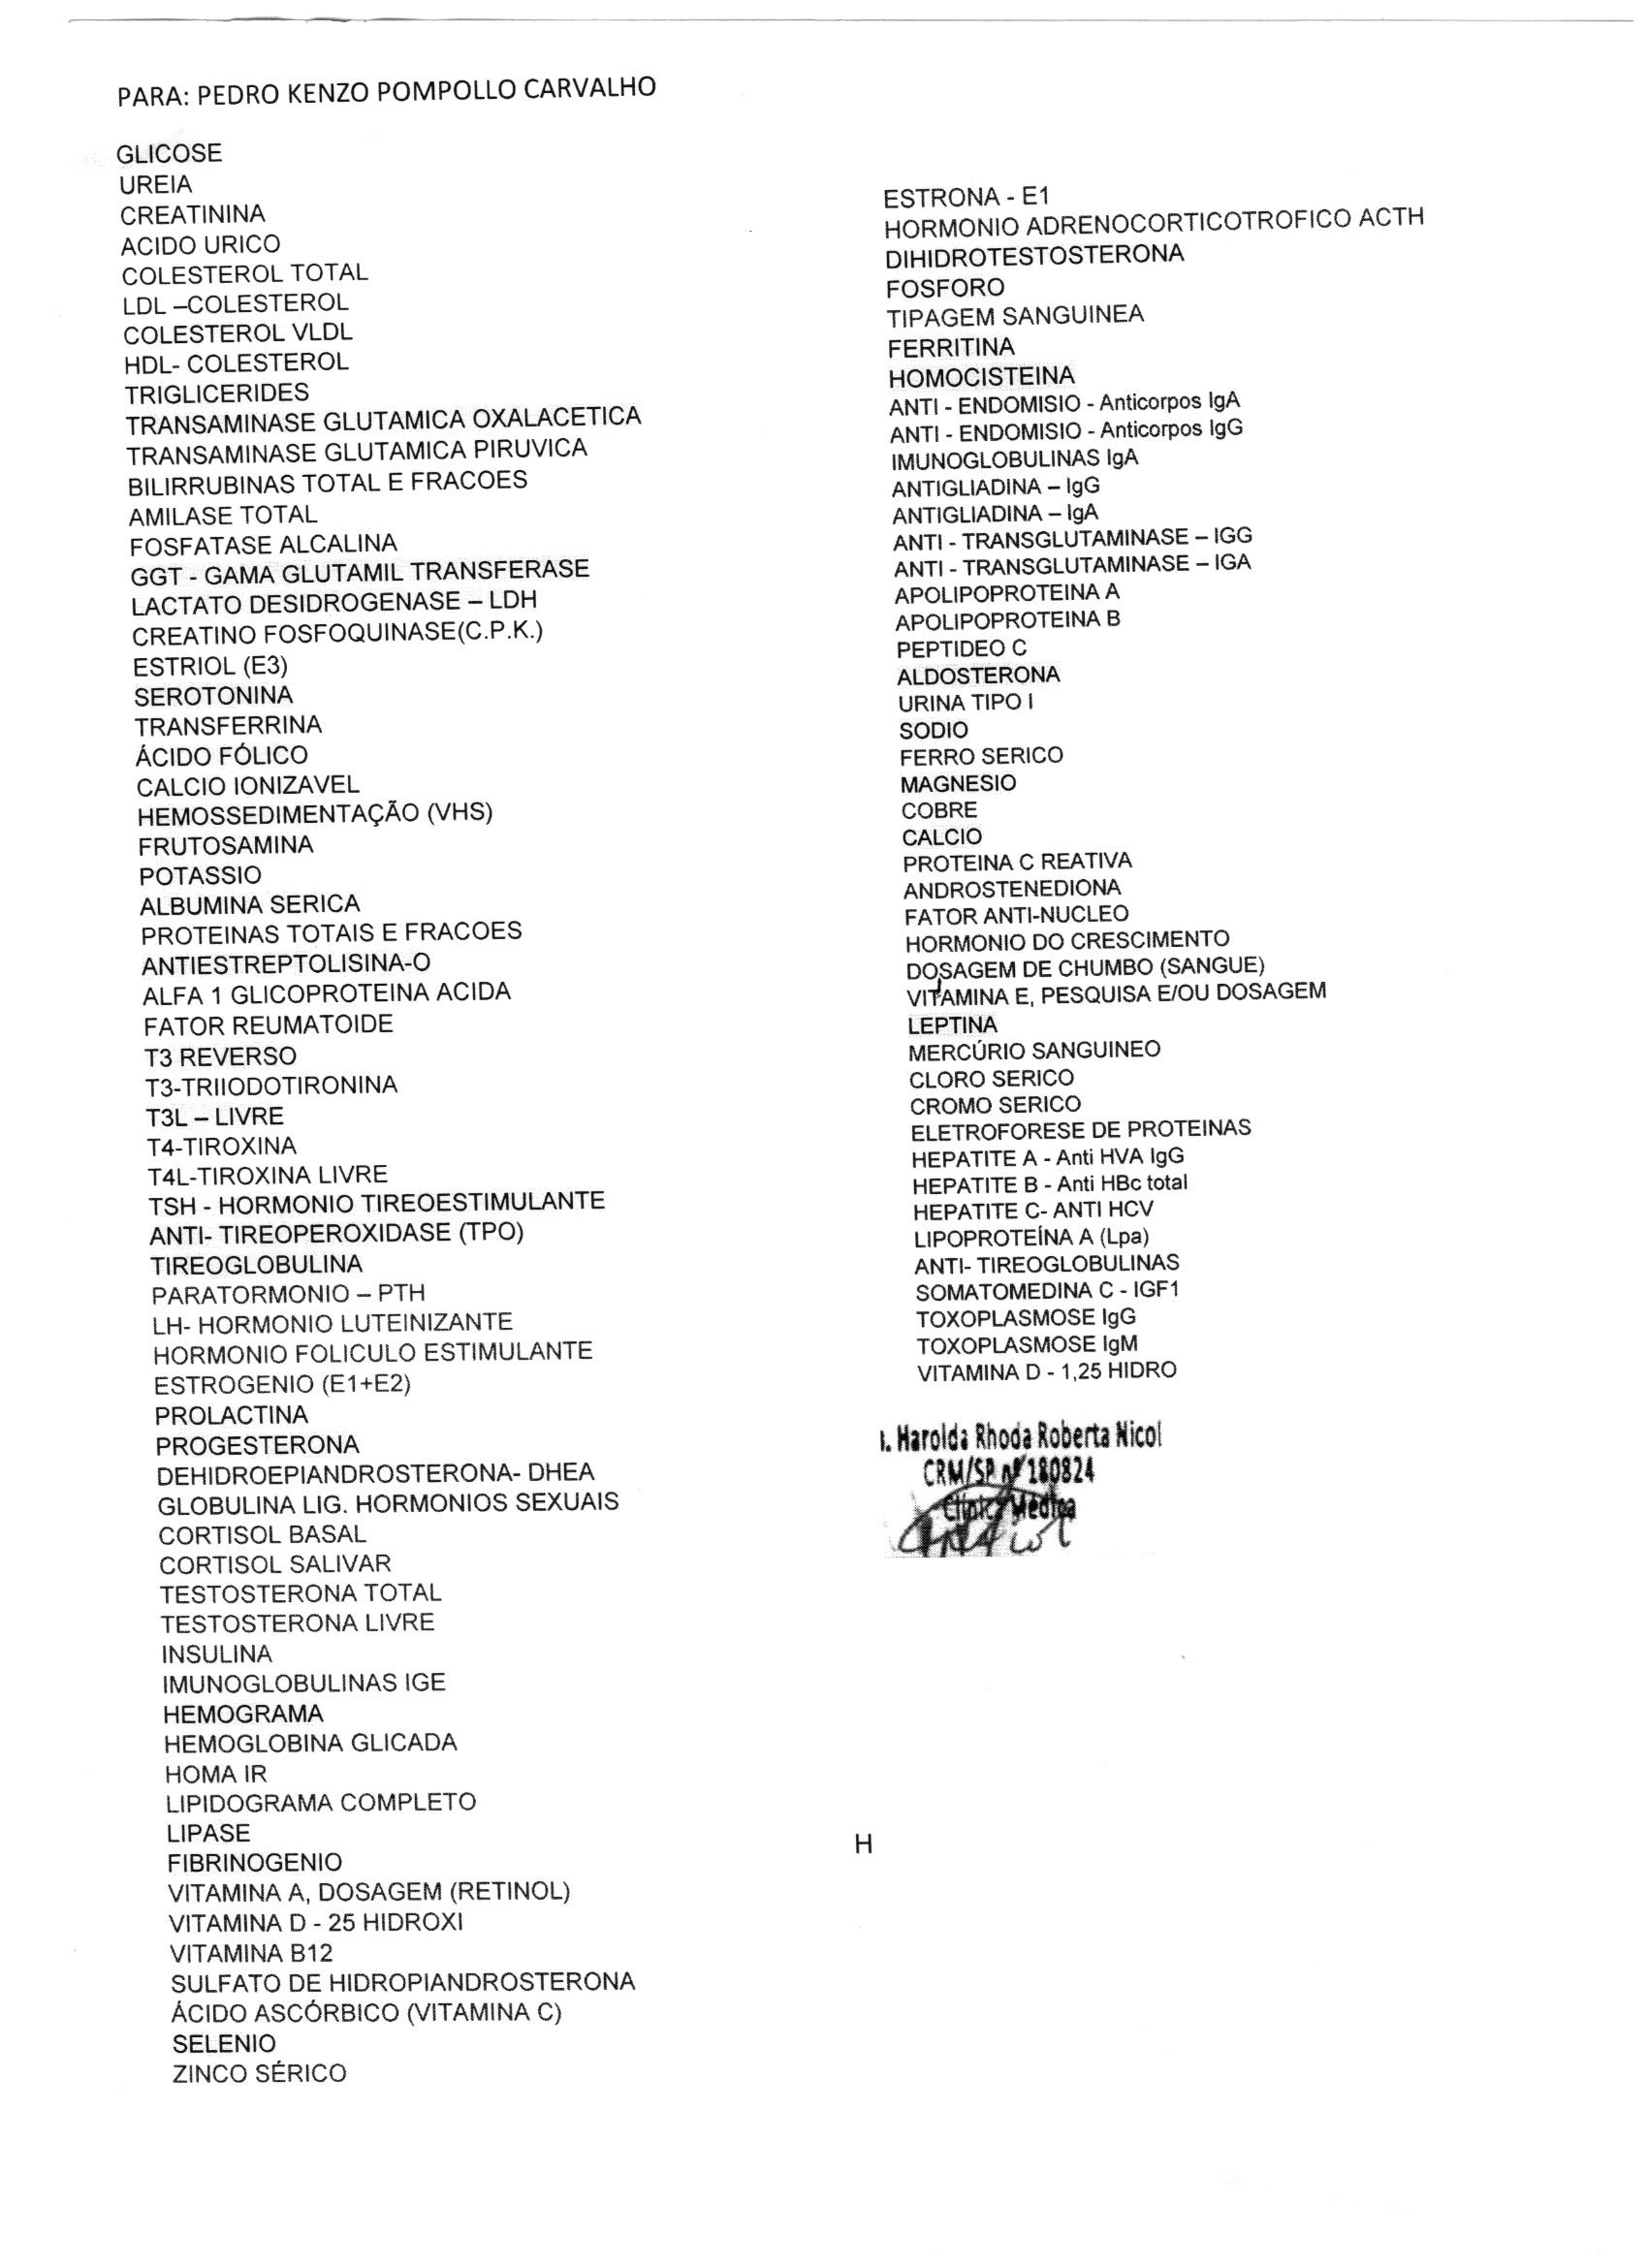 PARA: PEDRO KENZO POMPOLLO CARVALHO
GLICOSE
UREIA
CREATININA
ACIDO URICO
COLESTEROL TOTAL
LDL –COLESTEROL
COLESTEROL VLDL
HDL- COLESTEROL
TRIGLICERIDES
TRANSAMINASE GLUTAMICA OXALACETICA
TRANSAMINASE GLUTAMICA PIRUVICA
BILIRRUBINAS TOTAL E FRACOES
AMILASE TOTAL
FOSFATASE ALCALINA
GGT - GAMA GLUTAMIL TRANSFERASE
LACTATO DESIDROGENASE – LDH
CREATINO FOSFOQUINASE(C.P.K.)
ESTRIOL (E3)
SEROTONINA
TRANSFERRINA
ÁCIDO FÓLICO
CALCIO IONIZAVEL
HEMOSSEDIMENTAÇÃO (VHS)
FRUTOSAMINA
POTASSIO
ALBUMINA SERICA
PROTEINAS TOTAIS E FRACOES
ANTIESTREPTOLISINA-O
ALFA 1 GLICOPROTEINA ACIDA
FATOR REUMATOIDE
T3 REVERSO
T3-TRIIODOTIRONINA
T3L – LIVRE
T4-TIROXINA
T4L-TIROXINA LIVRE
TSH - HORMONIO TIREOESTIMULANTE
ANTI- TIREOPEROXIDASE (TPO)
TIREOGLOBULINA
PARATORMONIO – PTH
LH- HORMONIO LUTEINIZANTE
HORMONIO FOLICULO ESTIMULANTE
ESTROGENIO (E1+E2)
PROLACTINA
PROGESTERONA
DEHIDROEPIANDROSTERONA- DHEA
GLOBULINA LIG. HORMONIOS SEXUAIS
CORTISOL BASAL
CORTISOL SALIVAR
TESTOSTERONA TOTAL
TESTOSTERONA LIVRE
INSULINA
IMUNOGLOBULINAS IGE
HEMOGRAMA
HEMOGLOBINA GLICADA
HOMA IR
LIPIDOGRAMA COMPLETO
LIPASE
FIBRINOGENIO
VITAMINA A, DOSAGEM (RETINOL)
VITAMINA D - 25 HIDROXI
VITAMINA B12
SULFATO DE HIDROPIANDROSTERONA
ÁCIDO ASCÓRBICO (VITAMINA C)
SELENIO
ZINCO SÉRICO
ESTRONA - E1
HORMONIO ADRENOCORTICOTROFICO ACTH
DIHIDROTESTOSTERONA
FOSFORO
TIPAGEM SANGUINEA
FERRITINA
HOMOCISTEINA
ANTI - ENDOMISIO - Anticorpos IgA
ANTI - ENDOMISIO - Anticorpos IgG
IMUNOGLOBULINAS IgA
ANTIGLIADINA – IgG
ANTIGLIADINA – IgA
ANTI - TRANSGLUTAMINASE – IGG
ANTI - TRANSGLUTAMINASE – IGA
APOLIPOPROTEINA A
APOLIPOPROTEINA B
PEPTIDEO C
ALDOSTERONA
URINA TIPO I
SODIO
FERRO SERICO
MAGNESIO
COBRE
CALCIO
PROTEINA C REATIVA
ANDROSTENEDIONA
FATOR ANTI-NUCLEO
HORMONIO DO CRESCIMENTO
DOSAGEM DE CHUMBO (SANGUE)
VITAMINA E, PESQUISA E/OU DOSAGEM
LEPTINA
MERCÚRIO SANGUINEO
CLORO SERICO
CROMO SERICO
ELETROFORESE DE PROTEINAS
HEPATITE A - Anti HVA IgG
HEPATITE B - Anti HBc total
HEPATITE C- ANTI HCV
LIPOPROTEÍNA A (Lpa)
ANTI- TIREOGLOBULINAS
SOMATOMEDINA C - IGF1
TOXOPLASMOSE IgG
TOXOPLASMOSE IgM
VITAMINA D - 1,25 HIDRO
Harolda Rhoda Roberta Nicol
CRM/SP Nº 180824
Clínica Médica
H